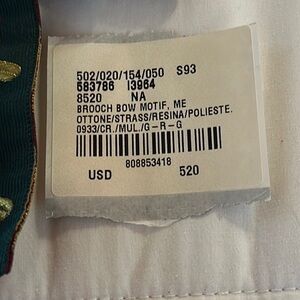 502/020/154/050 S93
583786 I3964
8520 NA
BROOCH BOW MOTIF, ME
OTTONE/STRASS/RESINA/POLIESTE.
0933/CR./MUL./G-R-G
808853418
USD 520